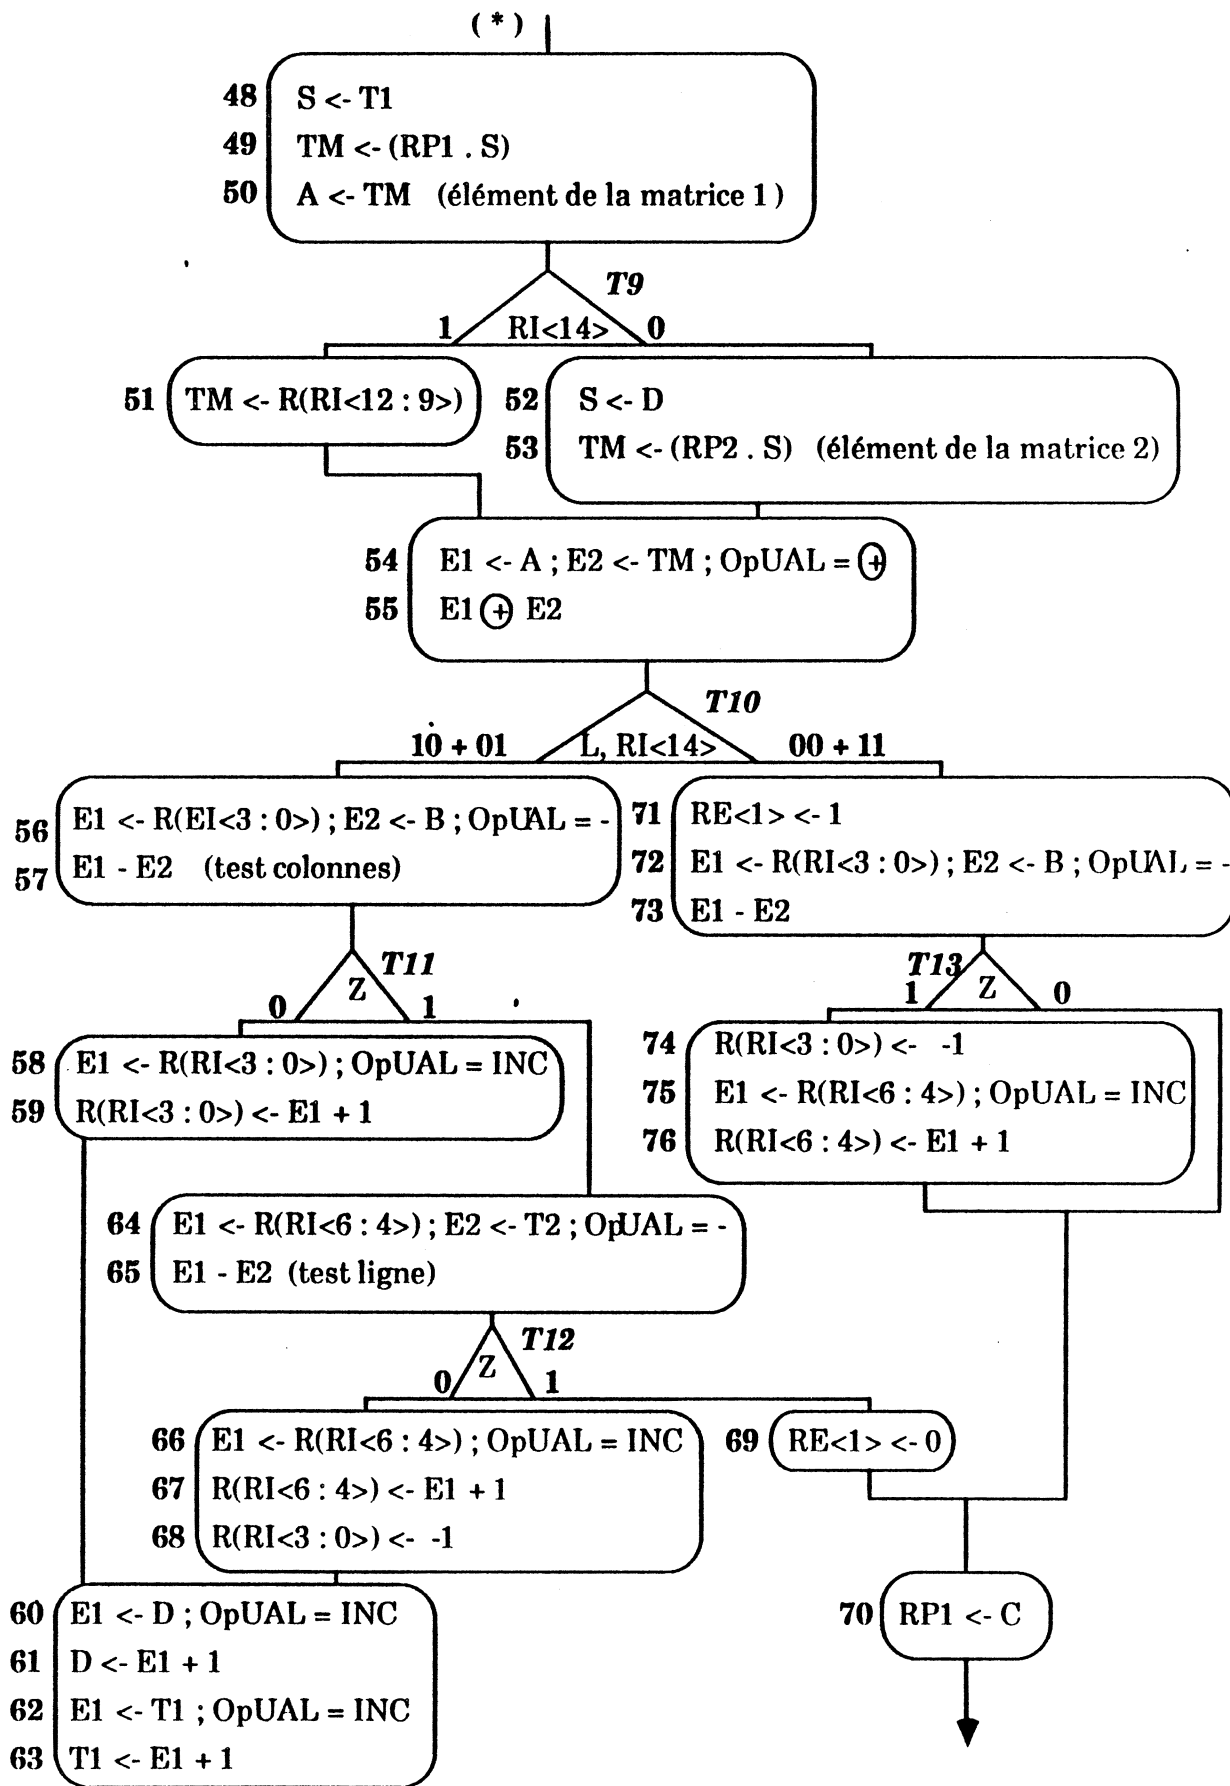 ( * )
48 S <- T1
49 TM <- (RP1 . S)
50 A <- TM (élément de la matrice 1 )
T9
1 RI<14> 0
51 TM <- R(RI<12 : 9>)
52 S <- D
53 TM <- (RP2 . S) (élément de la matrice 2)
54 E1 <- A ; E2 <- TM ; OpUAL = ⊕
55 E1 ⊕ E2
T10
10 + 01 L, RI<14> 00 + 11
56 E1 <- R(EI<3 : 0>) ; E2 <- B ; OpUAL = -
57 E1 - E2 (test colonnes)
71 RE<1> <- 1
72 E1 <- R(RI<3 : 0>) ; E2 <- B ; OpUAL = -
73 E1 - E2
T11
0 Z 1
T13
1 Z 0
58 E1 <- R(RI<3 : 0>) ; OpUAL = INC
59 R(RI<3 : 0>) <- E1 + 1
74 R(RI<3 : 0>) <- -1
75 E1 <- R(RI<6 : 4>) ; OpUAL = INC
76 R(RI<6 : 4>) <- E1 + 1
64 E1 <- R(RI<6 : 4>) ; E2 <- T2 ; OpUAL = -
65 E1 - E2 (test ligne)
T12
0 Z 1
66 E1 <- R(RI<6 : 4>) ; OpUAL = INC
67 R(RI<6 : 4>) <- E1 + 1
68 R(RI<3 : 0>) <- -1
69 RE<1> <- 0
60 E1 <- D ; OpUAL = INC
61 D <- E1 + 1
62 E1 <- T1 ; OpUAL = INC
63 T1 <- E1 + 1
70 RP1 <- C